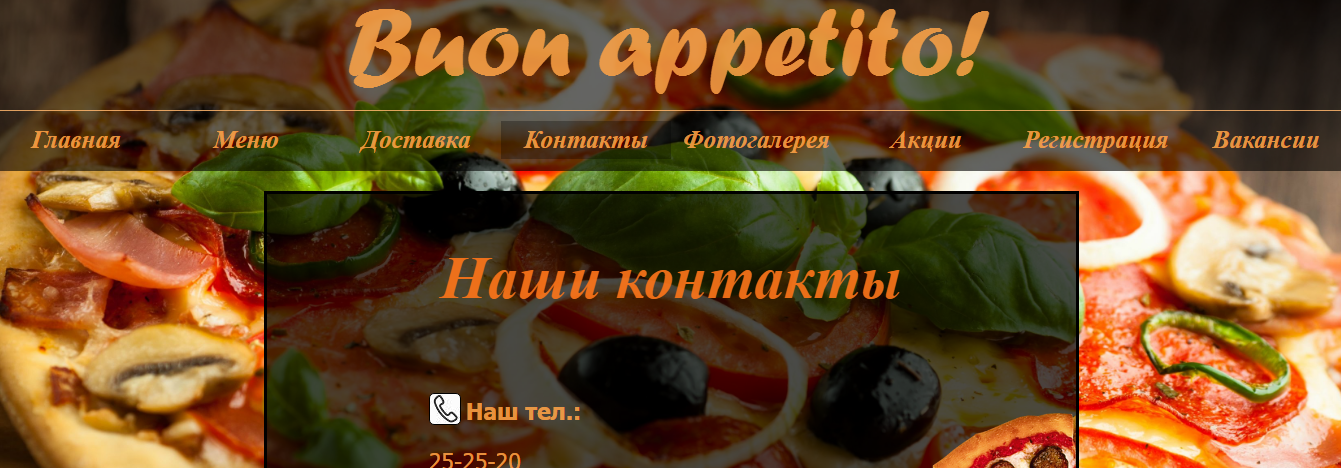 Buon appetito!
Главная Меню Доставка Контакты Фотогалерея Акции Регистрация Вакансии
Наши контакты
Наш тел.:
25-25-20